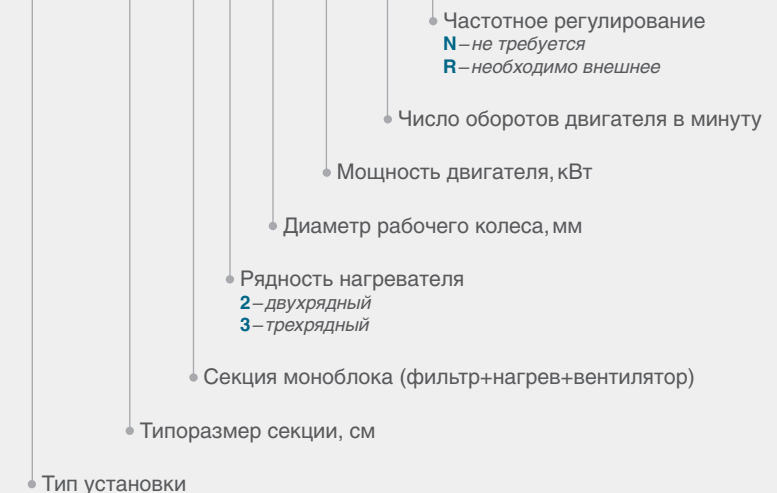 Частотное регулирование
N–не требуется
R–необходимо внешнее
Число оборотов двигателя в минуту
Мощность двигателя, кВт
Диаметр рабочего колеса, мм
Рядность нагревателя
2–двухрядный
3–трехрядный
Секция моноблока (фильтр+нагрев+вентилятор)
Типоразмер секции, см
Тип установки